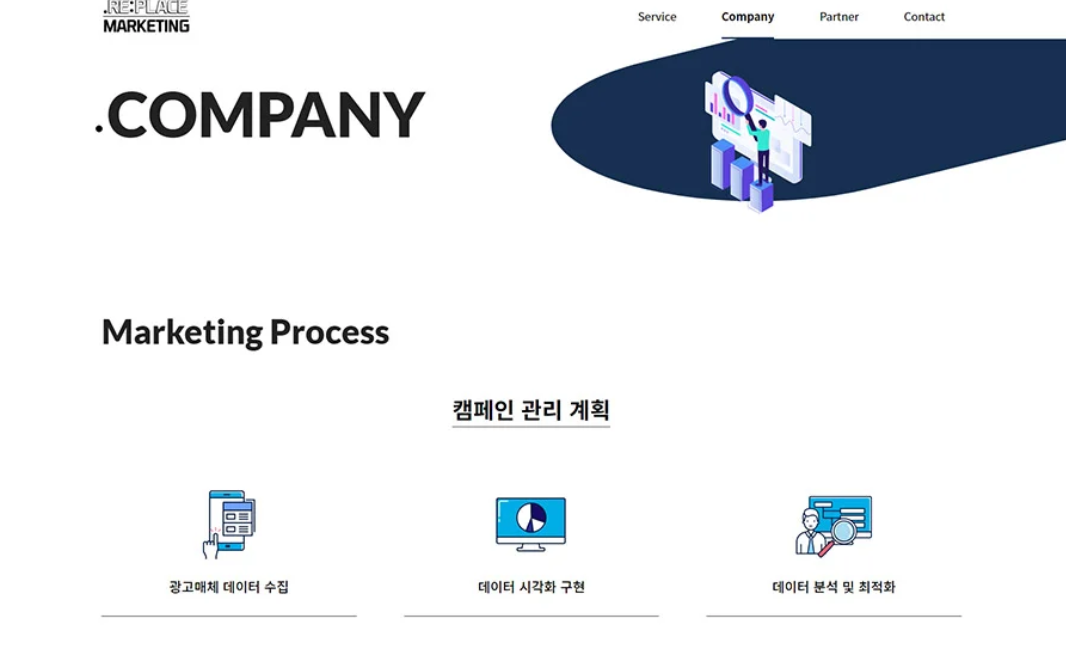 .RE:PLACE
MARKETING
Service Company Partner Contact
.COMPANY
Marketing Process
캠페인 관리 계획
광고매체 데이터 수집
데이터 시각화 구현
데이터 분석 및 최적화